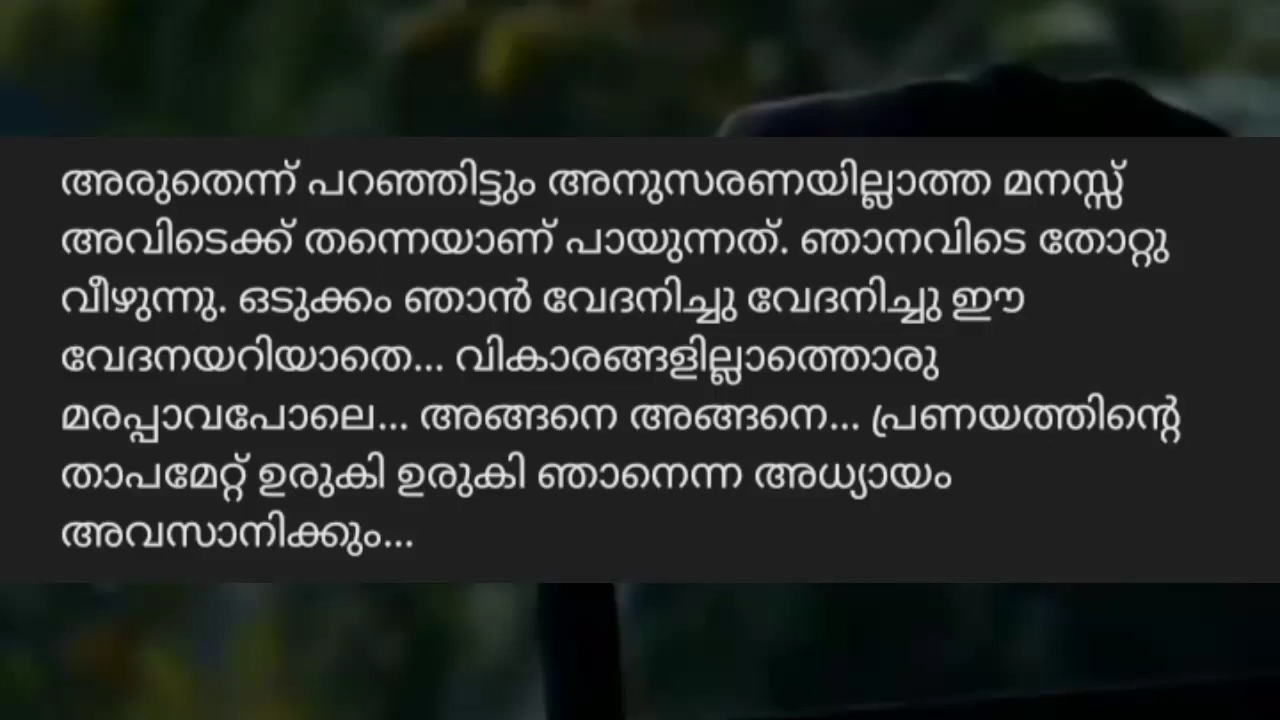 അരുതെന്ന് പറഞ്ഞിട്ടും അനുസരണയില്ലാത്ത മനസ്സ്
അവിടെക്ക് തന്നെയാണ് പായുന്നത്. ഞാനവിടെ തോറ്റു
വീഴുന്നു. ഒടുക്കം ഞാൻ വേദനിച്ചു വേദനിച്ചു ഈ
വേദനയറിയാതെ... വികാരങ്ങളില്ലാത്തൊരു
മരപ്പാവപോലെ... അങ്ങനെ അങ്ങനെ... പ്രണയത്തിന്റെ
താപമേറ്റ് ഉരുകി ഉരുകി ഞാനെന്ന അധ്യായം
അവസാനിക്കും...